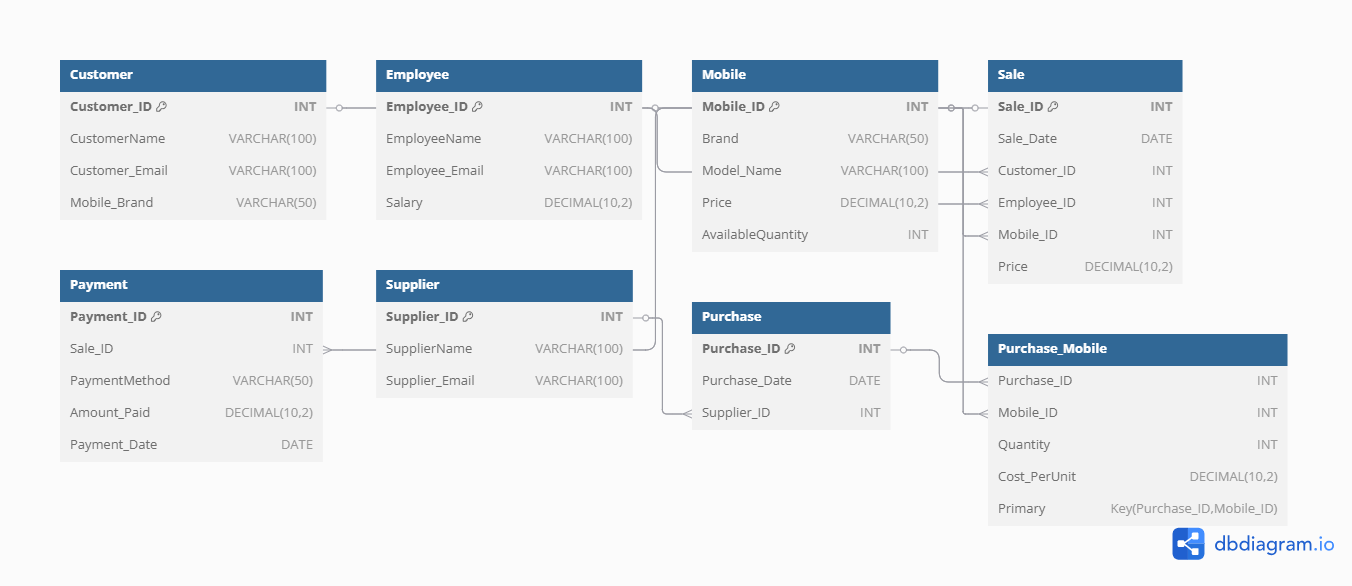 Customer
Customer_ID INT
CustomerName VARCHAR(100)
Customer_Email VARCHAR(100)
Mobile_Brand VARCHAR(50)
Employee
Employee_ID INT
EmployeeName VARCHAR(100)
Employee_Email VARCHAR(100)
Salary DECIMAL(10,2)
Mobile
Mobile_ID INT
Brand VARCHAR(50)
Model_Name VARCHAR(100)
Price DECIMAL(10,2)
AvailableQuantity INT
Sale
Sale_ID INT
Sale_Date DATE
Customer_ID INT
Employee_ID INT
Mobile_ID INT
Price DECIMAL(10,2)
Payment
Payment_ID INT
Sale_ID INT
PaymentMethod VARCHAR(50)
Amount_Paid DECIMAL(10,2)
Payment_Date DATE
Supplier
Supplier_ID INT
SupplierName VARCHAR(100)
Supplier_Email VARCHAR(100)
Purchase
Purchase_ID INT
Purchase_Date DATE
Supplier_ID INT
Purchase_Mobile
Purchase_ID INT
Mobile_ID INT
Quantity INT
Cost_PerUnit DECIMAL(10,2)
Primary Key(Purchase_ID,Mobile_ID)
dbdiagram.io